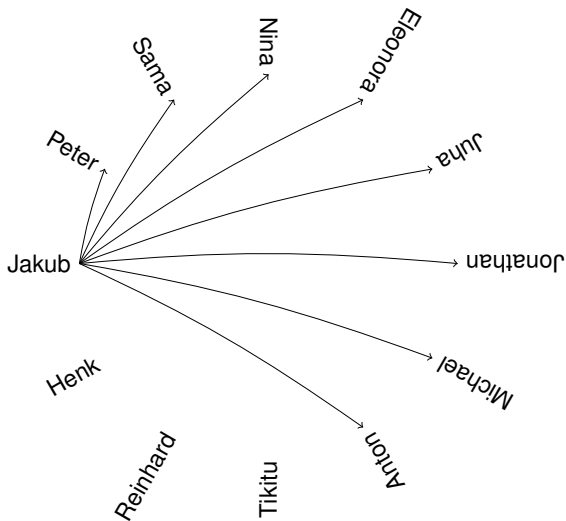 Nina
Eleonora
Sama
Juha
Peter
Jakub
Jonathan
Henk
Michael
Anton
Reinhard
Tikitu